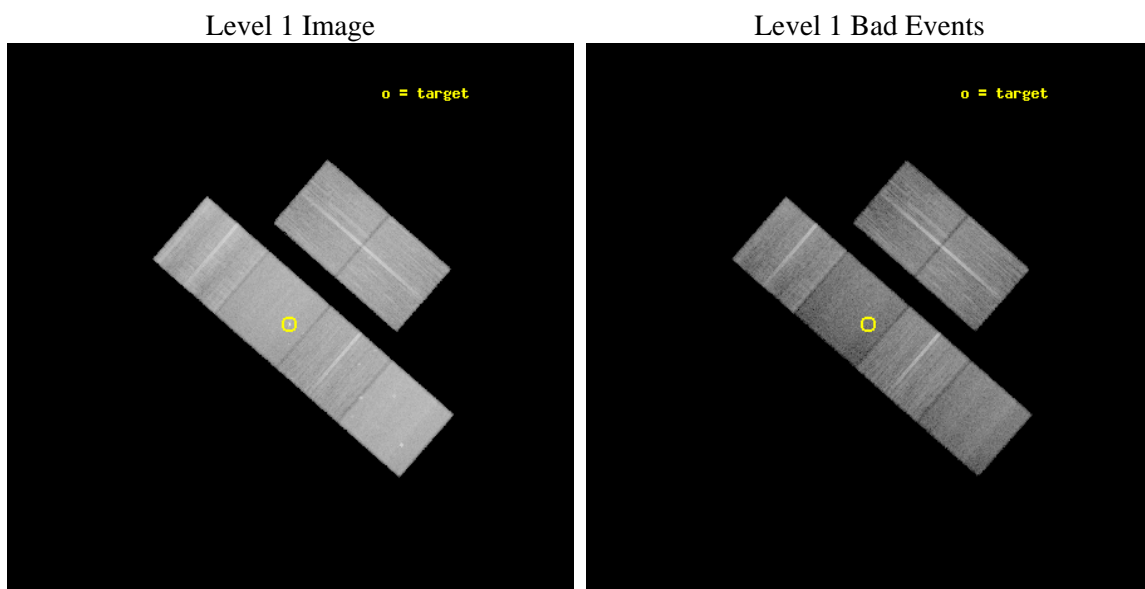 Level 1 Image
Level 1 Bad Events
o = target
o = target